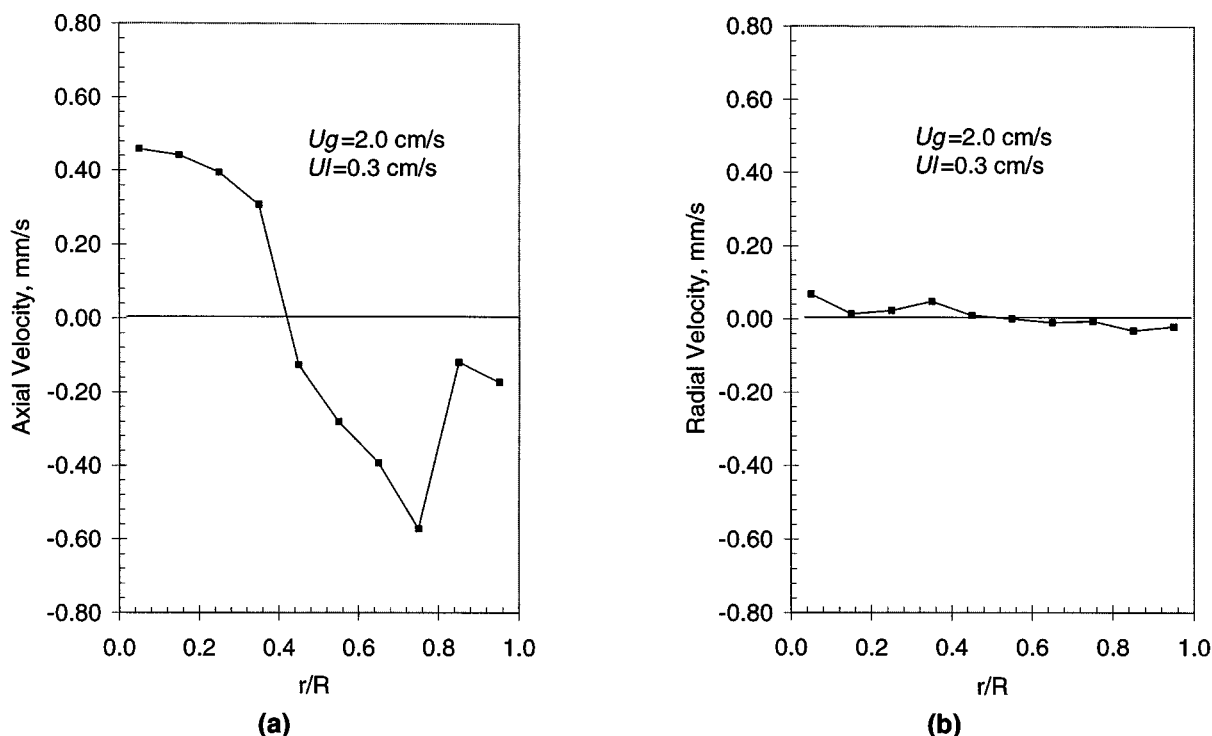 0.80
0.60
0.40
0.20
0.00
-0.20
-0.40
-0.60
-0.80
Axial Velocity, mm/s
Ug=2.0 cm/s
Ul=0.3 cm/s
0.0 0.2 0.4 0.6 0.8 1.0
r/R
(a)
0.80
0.60
0.40
0.20
0.00
-0.20
-0.40
-0.60
-0.80
Radial Velocity, mm/s
Ug=2.0 cm/s
Ul=0.3 cm/s
0.0 0.2 0.4 0.6 0.8 1.0
r/R
(b)